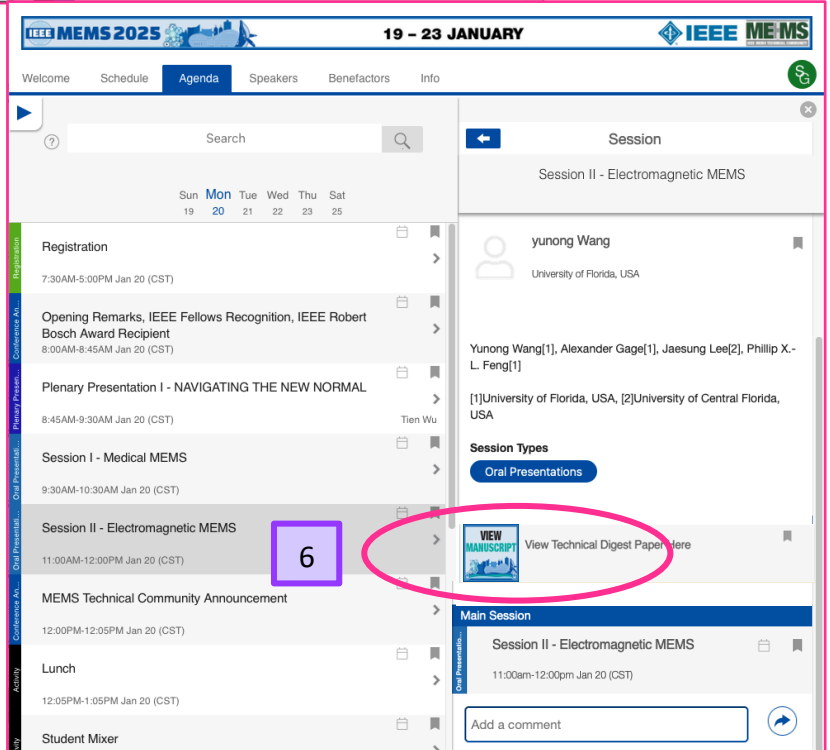 IEEE MEMS 2025
19 – 23 JANUARY
IEEE MEMS
Welcome Schedule Agenda Speakers Benefactors Info
SG
?
Search
Sun Mon Tue Wed Thu Sat
19 20 21 22 23 25
Registration
Registration
7:30AM-5:00PM Jan 20 (CST)
Conference An...
Opening Remarks, IEEE Fellows Recognition, IEEE Robert
Bosch Award Recipient
8:00AM-8:45AM Jan 20 (CST)
Plenary Presen...
Plenary Presentation I - NAVIGATING THE NEW NORMAL
8:45AM-9:30AM Jan 20 (CST)
Tien Wu
Oral Presentati...
Session I - Medical MEMS
9:30AM-10:30AM Jan 20 (CST)
Oral Presentati...
Session II - Electromagnetic MEMS
11:00AM-12:00PM Jan 20 (CST)
6
Conference An...
MEMS Technical Community Announcement
12:00PM-12:05PM Jan 20 (CST)
Activity
Lunch
12:05PM-1:05PM Jan 20 (CST)
Student Mixer
Session
Session II - Electromagnetic MEMS
yunong Wang
University of Florida, USA
Yunong Wang[1], Alexander Gage[1], Jaesung Lee[2], Phillip X.-
L. Feng[1]
[1]University of Florida, USA, [2]University of Central Florida,
USA
Session Types
Oral Presentations
VIEW
MANUSCRIPT
View Technical Digest Paper Here
Main Session
Oral Presentatio...
Session II - Electromagnetic MEMS
11:00am-12:00pm Jan 20 (CST)
Add a comment